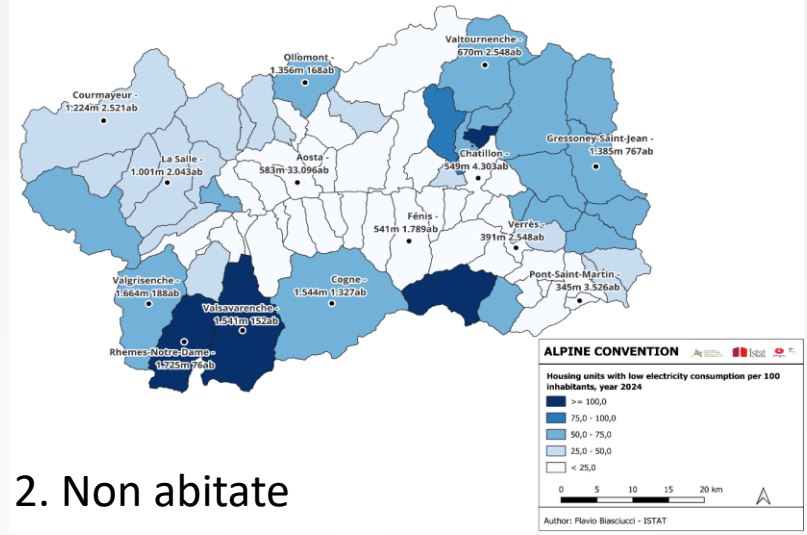 Valtournenche -
670m 2.548ab
Ollomont -
1.356m 168ab
Courmayeur -
1.224m 2.521ab
Gressoney-Saint-Jean -
1.385m 767ab
Chatillon -
549m 4.303ab
La Salle -
1.001m 2.043ab
Aosta -
583m 33.096ab
Fénis -
541m 1.789ab
Verrès -
391m 2.548ab
Pont-Saint-Martin -
345m 3.526ab
Valgrisenche -
1.664m 188ab
Cogne -
1.544m 1.327ab
Valsavarenche -
1.541m 152ab
Rhemes-Notre-Dame -
1.725m 76ab
2. Non abitate
ALPINE CONVENTION
Istat
Housing units with low electricity consumption per 100
inhabitants, year 2024
>= 100,0
75,0 - 100,0
50,0 - 75,0
25,0 - 50,0
< 25,0
0 5 10 15 20 km
Author: Flavio Biasciucci - ISTAT